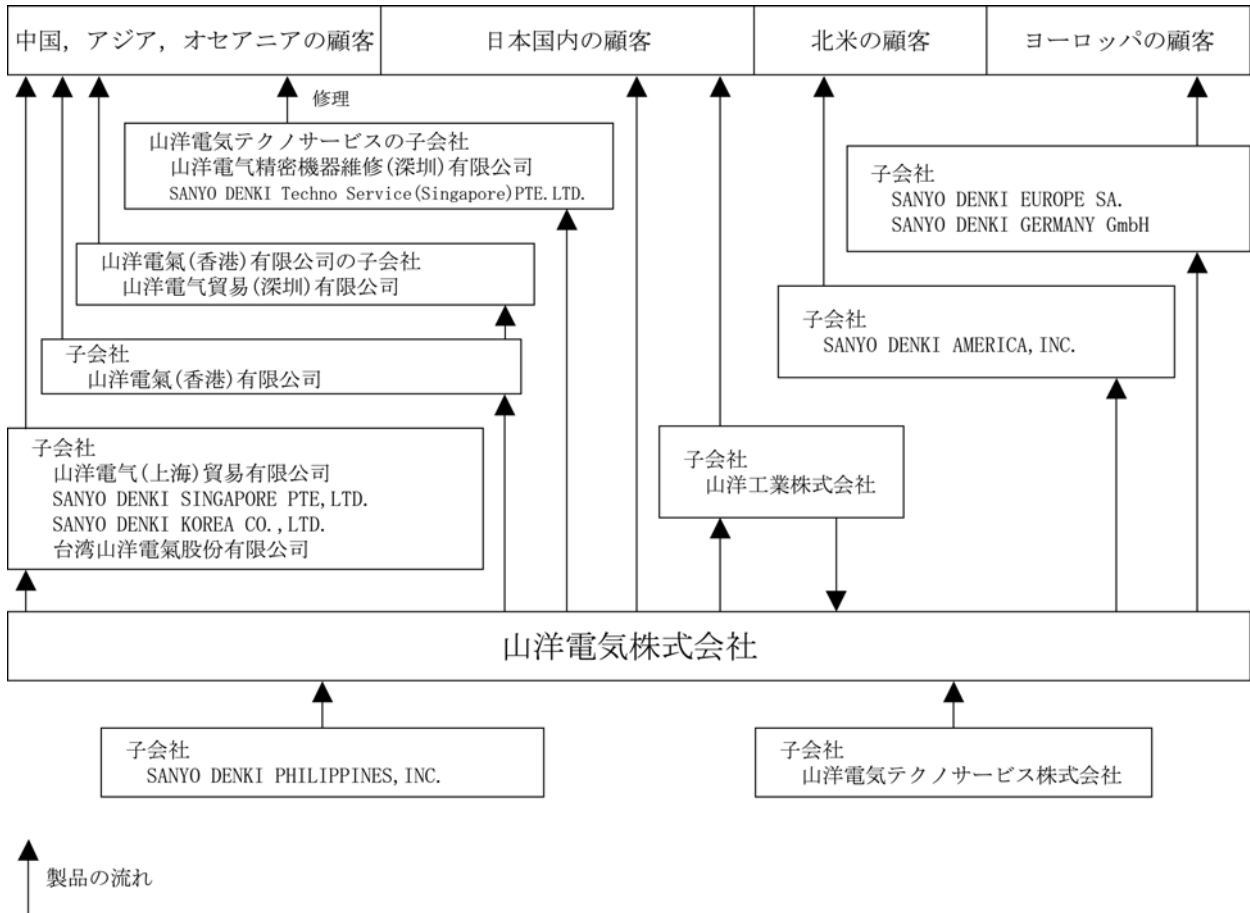 中国，アジア，オセアニアの顧客
日本国内の顧客
北米の顧客
ヨーロッパの顧客
修理
山洋電気テクノサービスの子会社
山洋电气精密機器維修(深圳)有限公司
SANYO DENKI Techno Service(Singapore)PTE.LTD.
子会社
SANYO DENKI EUROPE SA.
SANYO DENKI GERMANY GmbH
山洋電氣(香港)有限公司の子会社
山洋电气貿易(深圳)有限公司
子会社
SANYO DENKI AMERICA,INC.
子会社
山洋電氣(香港)有限公司
子会社
山洋电气(上海)貿易有限公司
SANYO DENKI SINGAPORE PTE,LTD.
SANYO DENKI KOREA CO.,LTD.
台湾山洋電氣股份有限公司
子会社
山洋工業株式会社
山洋電気株式会社
子会社
SANYO DENKI PHILIPPINES,INC.
子会社
山洋電気テクノサービス株式会社
製品の流れ